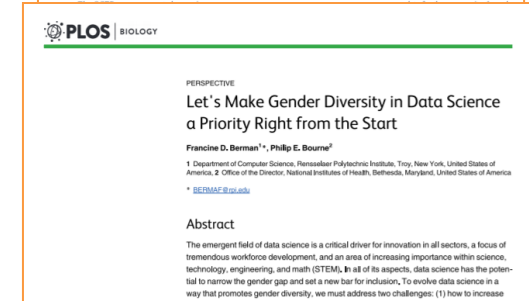 PLOS | BIOLOGY
PERSPECTIVE
Let's Make Gender Diversity in Data Science
a Priority Right from the Start
Francine D. Berman1*, Philip E. Bourne2
1 Department of Computer Science, Rensselaer Polytechnic Institute, Troy, New York, United States of
America, 2 Office of the Director, National Institutes of Health, Bethesda, Maryland, United States of America
* BERMAF@rpi.edu
Abstract
The emergent field of data science is a critical driver for innovation in all sectors, a focus of
tremendous workforce development, and an area of increasing importance within science,
technology, engineering, and math (STEM). In all of its aspects, data science has the poten-
tial to narrow the gender gap and set a new bar for inclusion. To evolve data science in a
way that promotes gender diversity, we must address two challenges: (1) how to increase